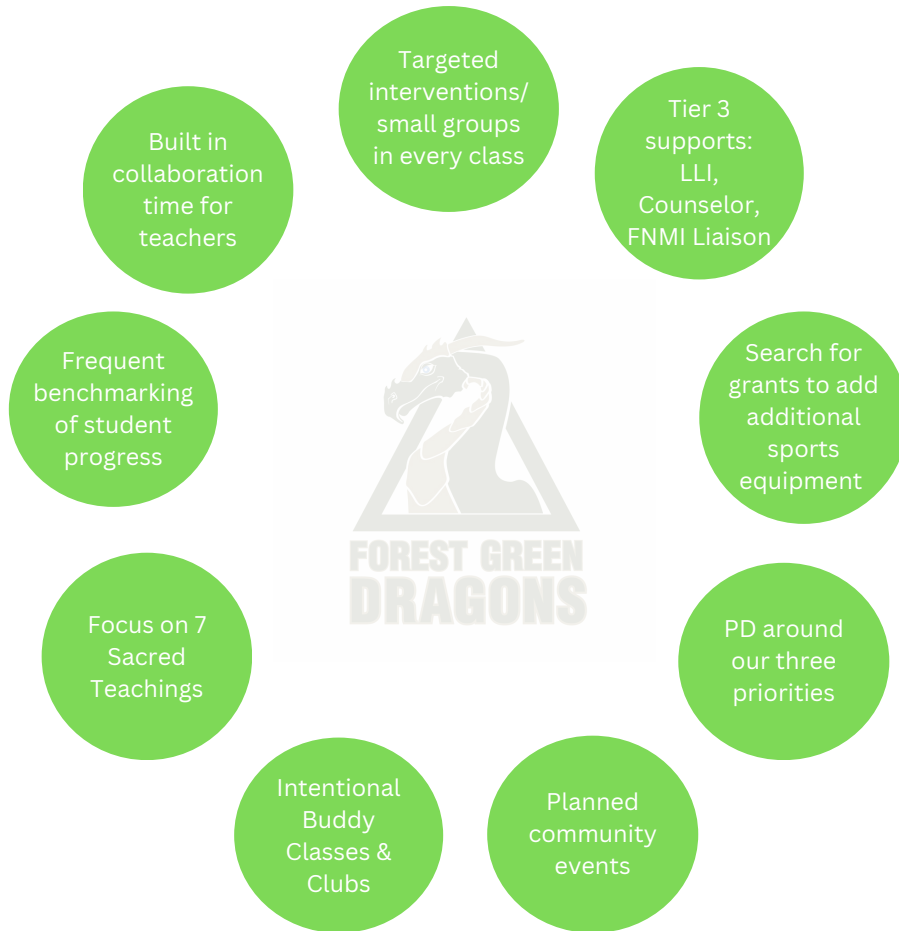 Targeted
interventions/
small groups
in every class
Tier 3
supports:
LLI,
Counselor,
FNMI Liaison
Search for
grants to add
additional
sports
equipment
PD around
our three
priorities
Planned
community
events
Intentional
Buddy
Classes &
Clubs
Focus on 7
Sacred
Teachings
Frequent
benchmarking
of student
progress
Built in
collaboration
time for
teachers
FOREST GREEN
DRAGONS